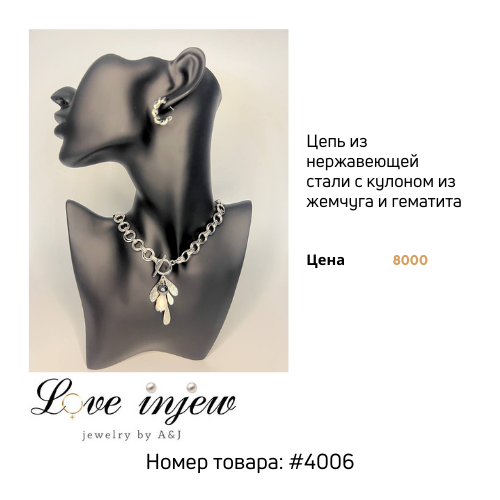 Цепь из
нержавеющей
стали с кулоном из
жемчуга и гематита
Цена 8000
Love injew
jewelry by A&J
Номер товара: #4006